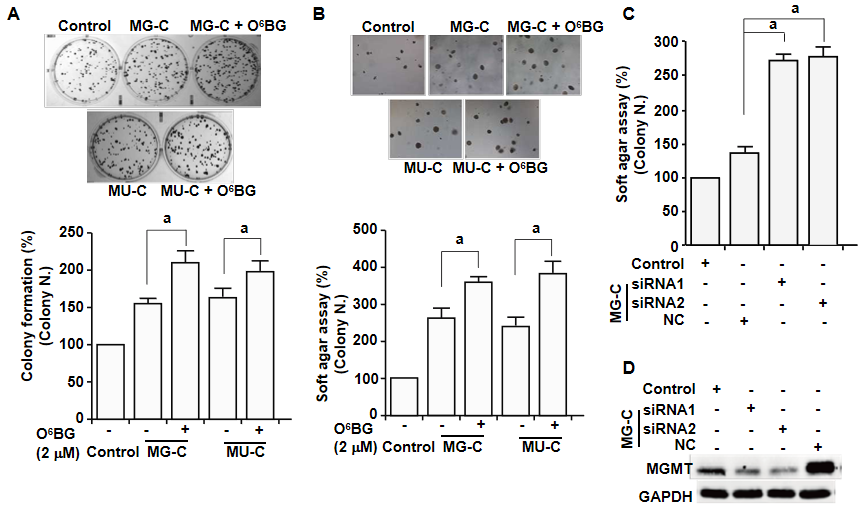 A
Control MG-C MG-C + O⁶BG
MU-C MU-C + O⁶BG
Colony formation (%)
(Colony N.)
250
200
150
100
50
0
a
a
O⁶BG - - + - +
(2 µM) Control MG-C MU-C
B
Control MG-C MG-C + O⁶BG
MU-C MU-C + O⁶BG
Soft agar assay (%)
(Colony N.)
500
400
300
200
100
0
a
a
O⁶BG - - + - +
(2 µM) Control MG-C MU-C
C
Soft agar assay (%)
(Colony N.)
300
250
200
150
100
50
0
a
a
Control + - - -
MG-C
siRNA1 - - + -
siRNA2 - - - +
NC - + - -
D
Control + - - -
MG-C
siRNA1 - + - -
siRNA2 - - + -
NC - - - +
MGMT
GAPDH